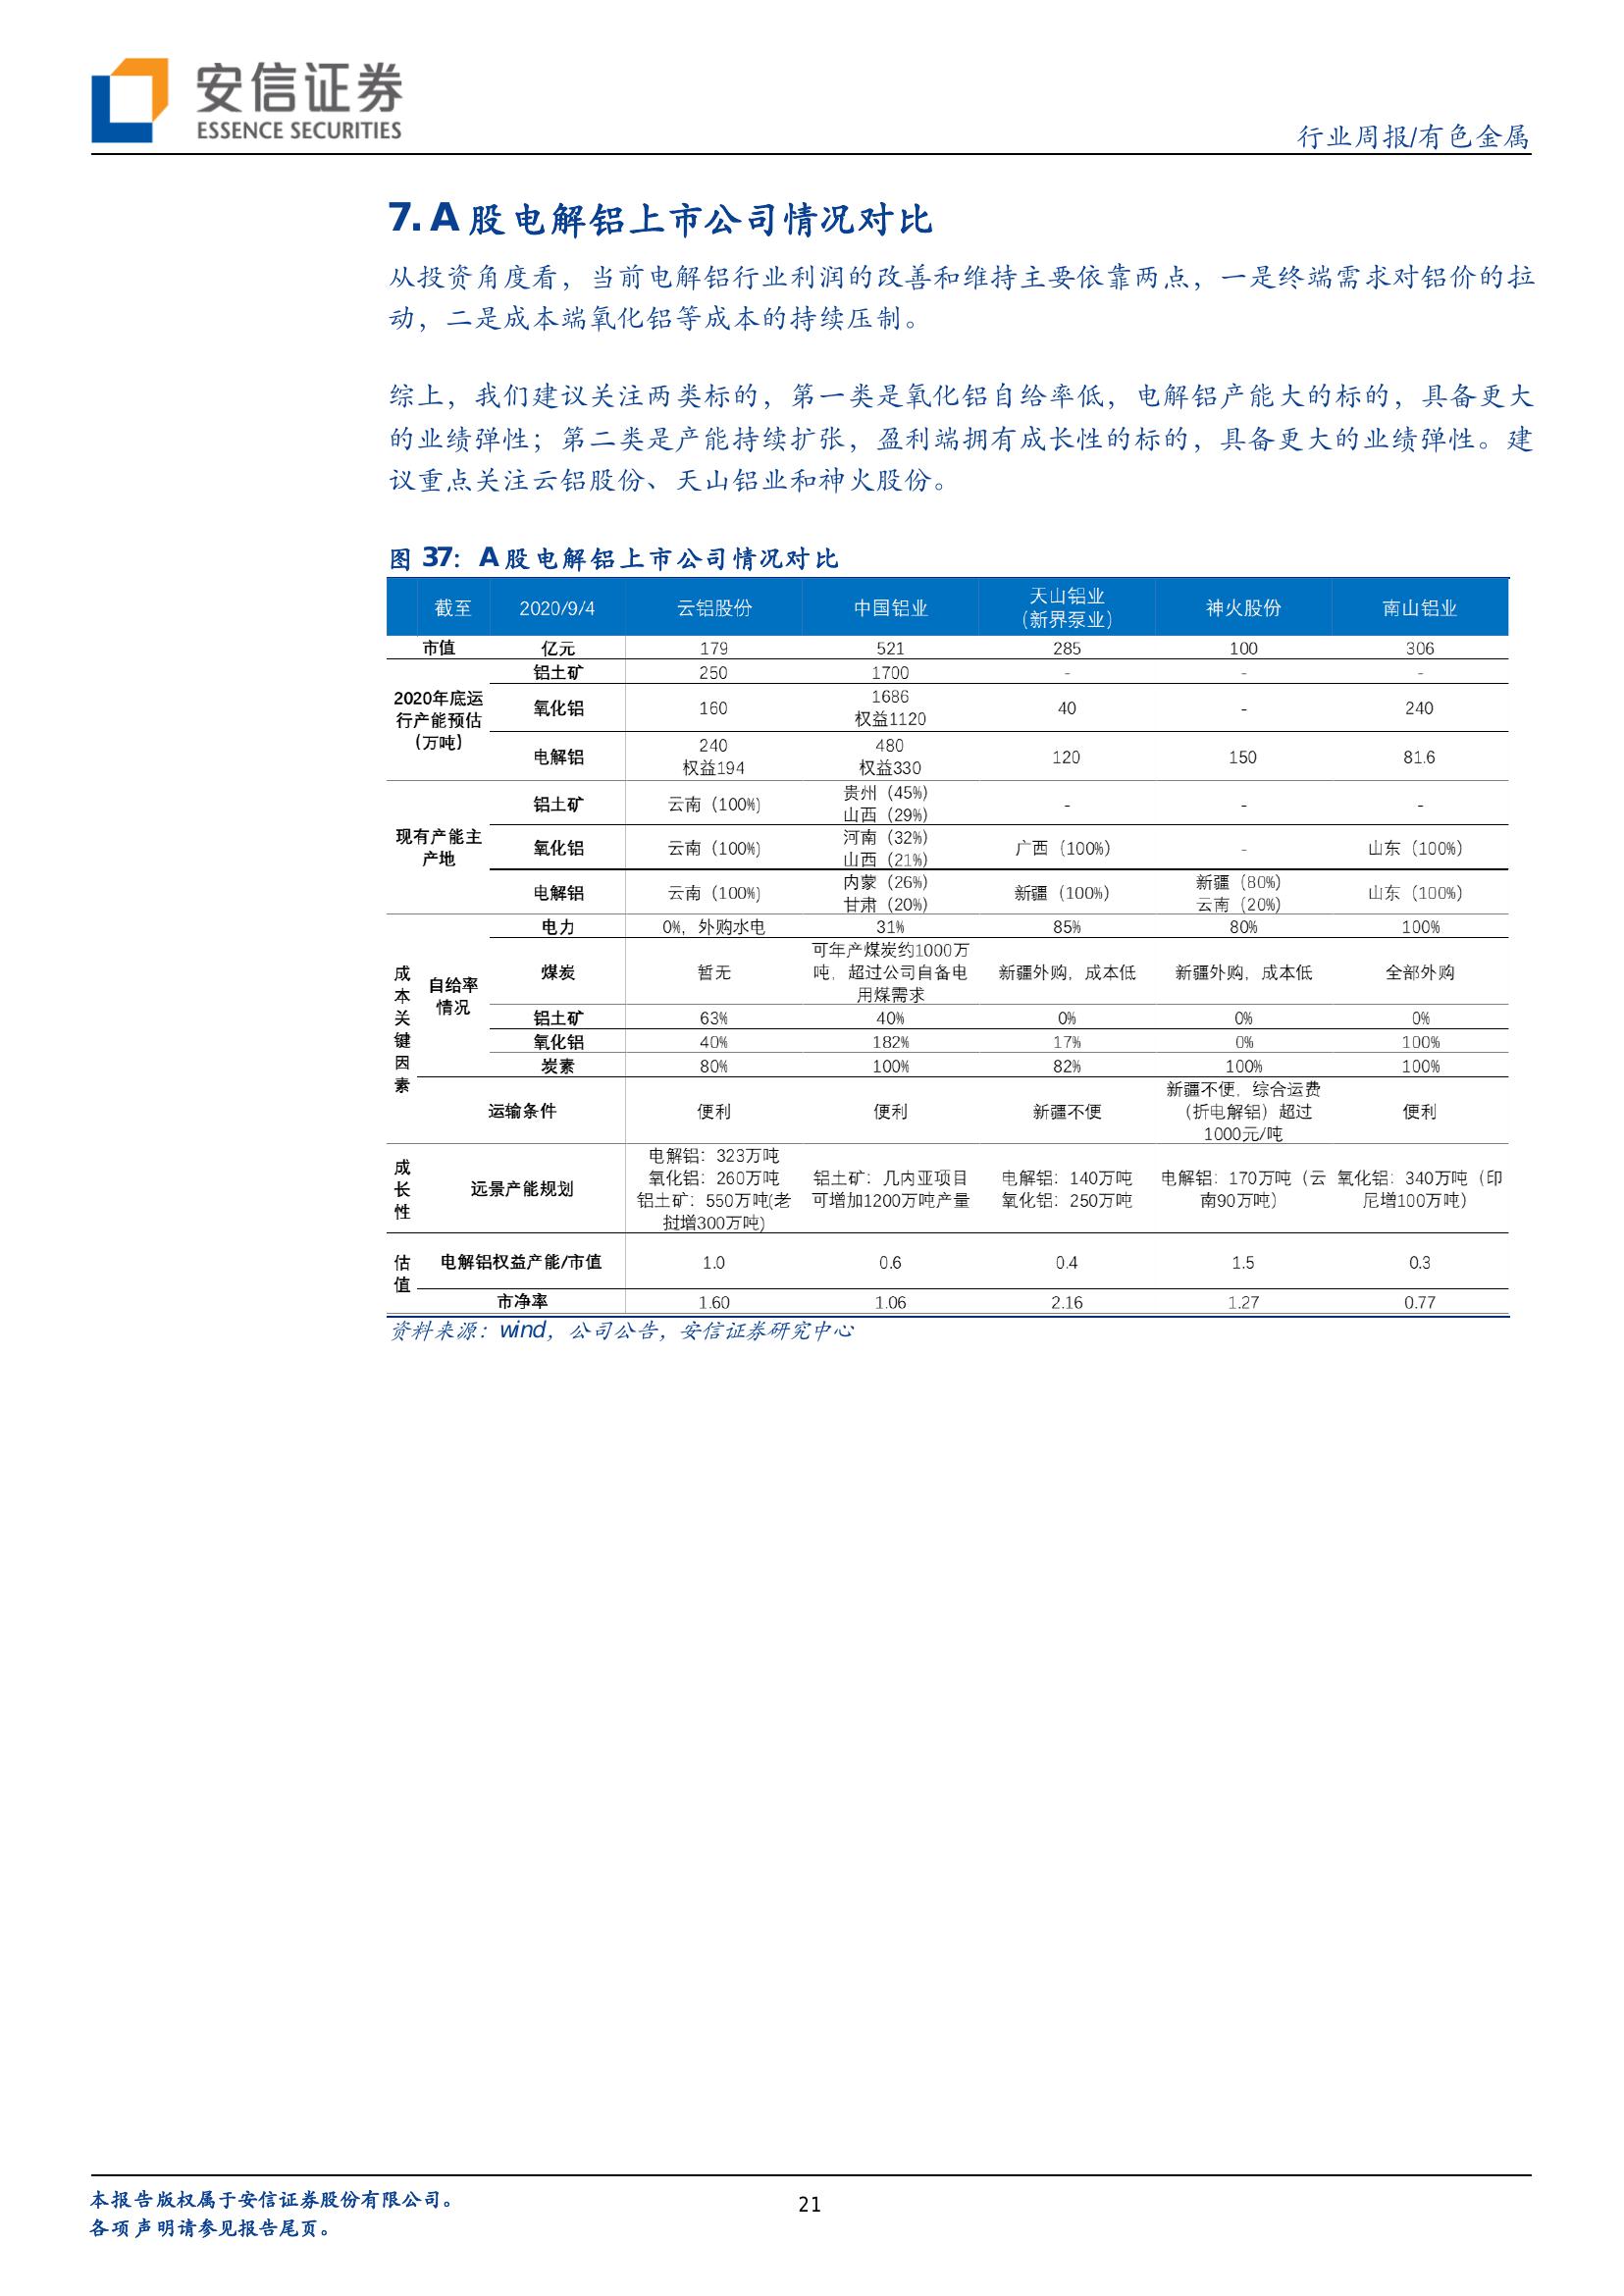 安信证券
ESSENCE SECURITIES
行业周报/有色金属
7. A 股电解铝上市公司情况对比
从投资角度看，当前电解铝行业利润的改善和维持主要依靠两点，一是终端需求对铝价的拉
动，二是成本端氧化铝等成本的持续压制。
综上，我们建议关注两类标的，第一类是氧化铝自给率低，电解铝产能大的标的，具备更大
的业绩弹性；第二类是产能持续扩张，盈利端拥有成长性的标的，具备更大的业绩弹性。建
议重点关注云铝股份、天山铝业和神火股份。
图 37：A 股电解铝上市公司情况对比
截至 2020/9/4 云铝股份 中国铝业 天山铝业（新界泵业） 神火股份 南山铝业
市值 亿元 179 521 285 100 306
2020年底运行产能预估（万吨）
铝土矿 250 1700 - - -
氧化铝 160 1686 权益1120 40 - 240
电解铝 240 权益194 480 权益330 120 150 81.6
现有产能主产地
铝土矿 云南（100%） 贵州（45%） 山西（29%） - - -
氧化铝 云南（100%） 河南（32%） 山西（21%） 广西（100%） - 山东（100%）
电解铝 云南（100%） 内蒙（26%） 甘肃（20%） 新疆（100%） 新疆（80%） 云南（20%） 山东（100%）
成本关键因素
自给率情况
电力 0%，外购水电 31% 85% 80% 100%
煤炭 暂无 可年产煤炭约1000万吨，超过公司自备电用煤需求 新疆外购，成本低 新疆外购，成本低 全部外购
铝土矿 63% 40% 0% 0% 0%
氧化铝 40% 182% 17% 0% 100%
炭素 80% 100% 82% 100% 100%
运输条件 便利 便利 新疆不便 新疆不便，综合运费（折电解铝）超过1000元/吨 便利
成长性
远景产能规划 电解铝：323万吨 氧化铝：260万吨 铝土矿：550万吨(老挝增300万吨) 铝土矿：几内亚项目可增加1200万吨产量 电解铝：140万吨 氧化铝：250万吨 电解铝：170万吨（云南90万吨） 氧化铝：340万吨（印尼增100万吨）
估值
电解铝权益产能/市值 1.0 0.6 0.4 1.5 0.3
市净率 1.60 1.06 2.16 1.27 0.77
资料来源：wind，公司公告，安信证券研究中心
本报告版权属于安信证券股份有限公司。
各项声明请参见报告尾页。
21